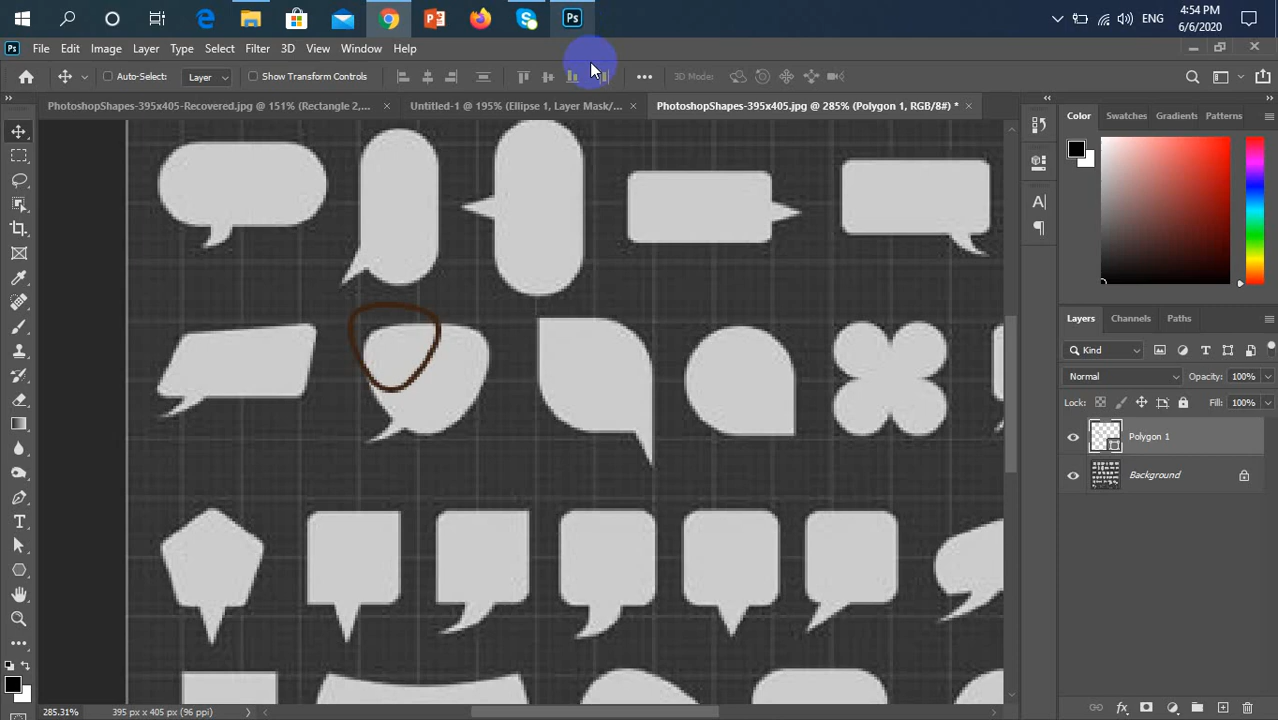 Ps
ENG
4:54 PM
6/6/2020
Ps File Edit Image Layer Type Select Filter 3D View Window Help
Auto-Select: Layer Show Transform Controls 3D Mode:
PhotoshopShapes-395x405-Recovered.jpg @ 151% (Rectangle 2,...
Untitled-1 @ 195% (Ellipse 1, Layer Mask/...
PhotoshopShapes-395x405.jpg @ 285% (Polygon 1, RGB/8#) *
Color Swatches Gradients Patterns
Layers Channels Paths
Kind
Normal Opacity: 100%
Lock: Fill: 100%
Polygon 1
Background
285.31% 395 px x 405 px (96 ppi)